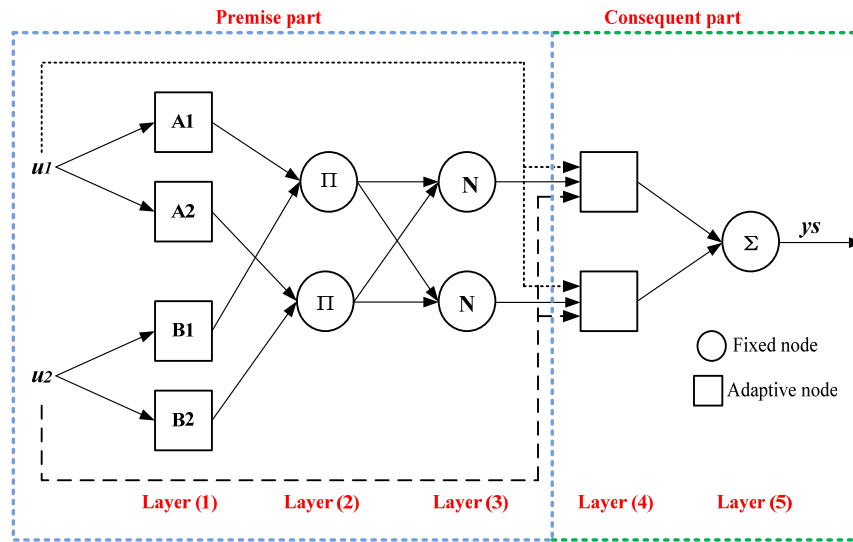 Premise part
Consequent part
A1
u1
A2
Π
N
Π
N
B1
u2
B2
Σ
ys
Fixed node
Adaptive node
Layer (1)
Layer (2)
Layer (3)
Layer (4)
Layer (5)